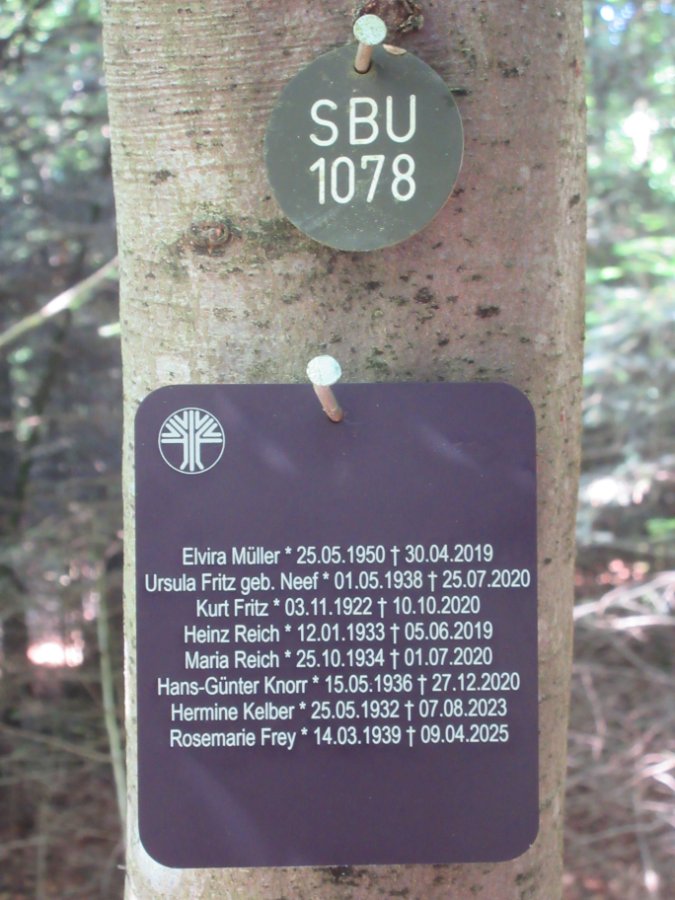 SBU
1078
Elvira Müller * 25.05.1950 † 30.04.2019
Ursula Fritz geb. Neef * 01.05.1938 † 25.07.2020
Kurt Fritz * 03.11.1922 † 10.10.2020
Heinz Reich * 12.01.1933 † 05.06.2019
Maria Reich * 25.10.1934 † 01.07.2020
Hans-Günter Knorr * 15.05.1936 † 27.12.2020
Hermine Kelber * 25.05.1932 † 07.08.2023
Rosemarie Frey * 14.03.1939 † 09.04.2025